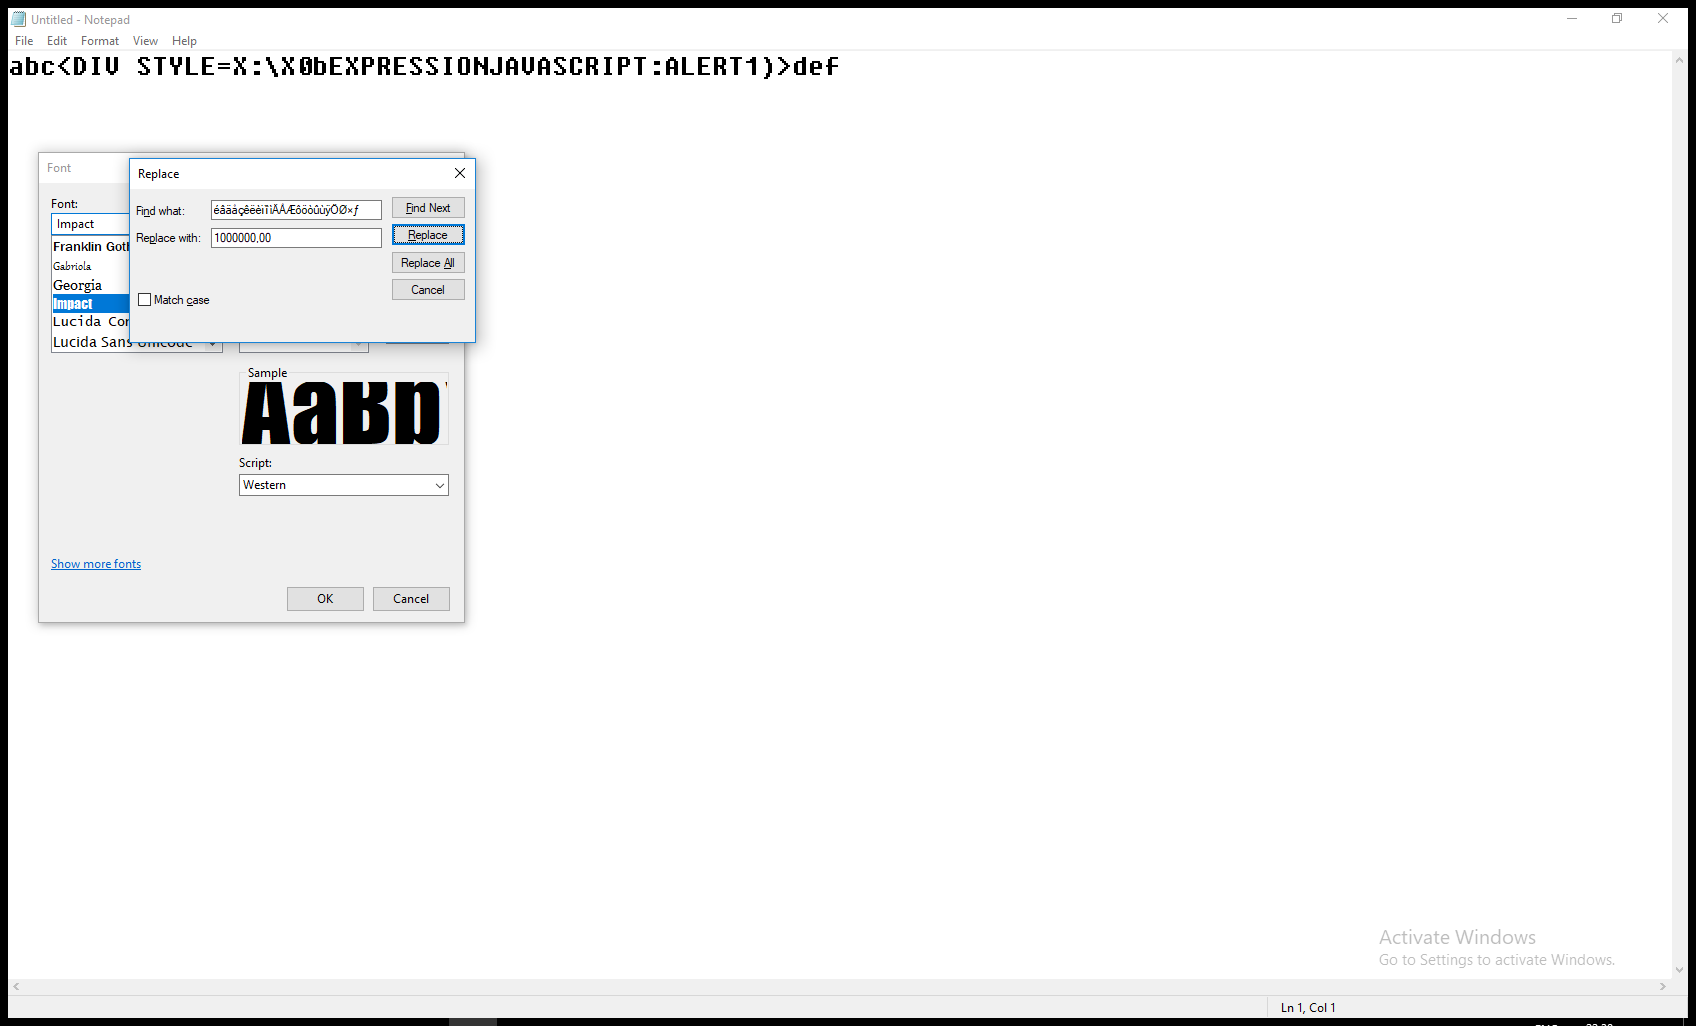 Untitled - Notepad
File Edit Format View Help
abc<DIV STYLE=X:\X0bEXPRESSIONJAVASCRIPT:ALERT1)>def
Font
Font:
Impact
Franklin Goth
Gabriola
Georgia
Impact
Lucida Con
Lucida Sans Unicode
Replace
Find what:
éâäàçêëèïîìÄÅÆôöòûùÿÖØ×ƒ
Find Next
Replace with:
1000000.00
Replace
Replace All
Cancel
Match case
Sample
AaBb
Script:
Western
Show more fonts
OK
Cancel
Activate Windows
Go to Settings to activate Windows.
Ln 1, Col 1